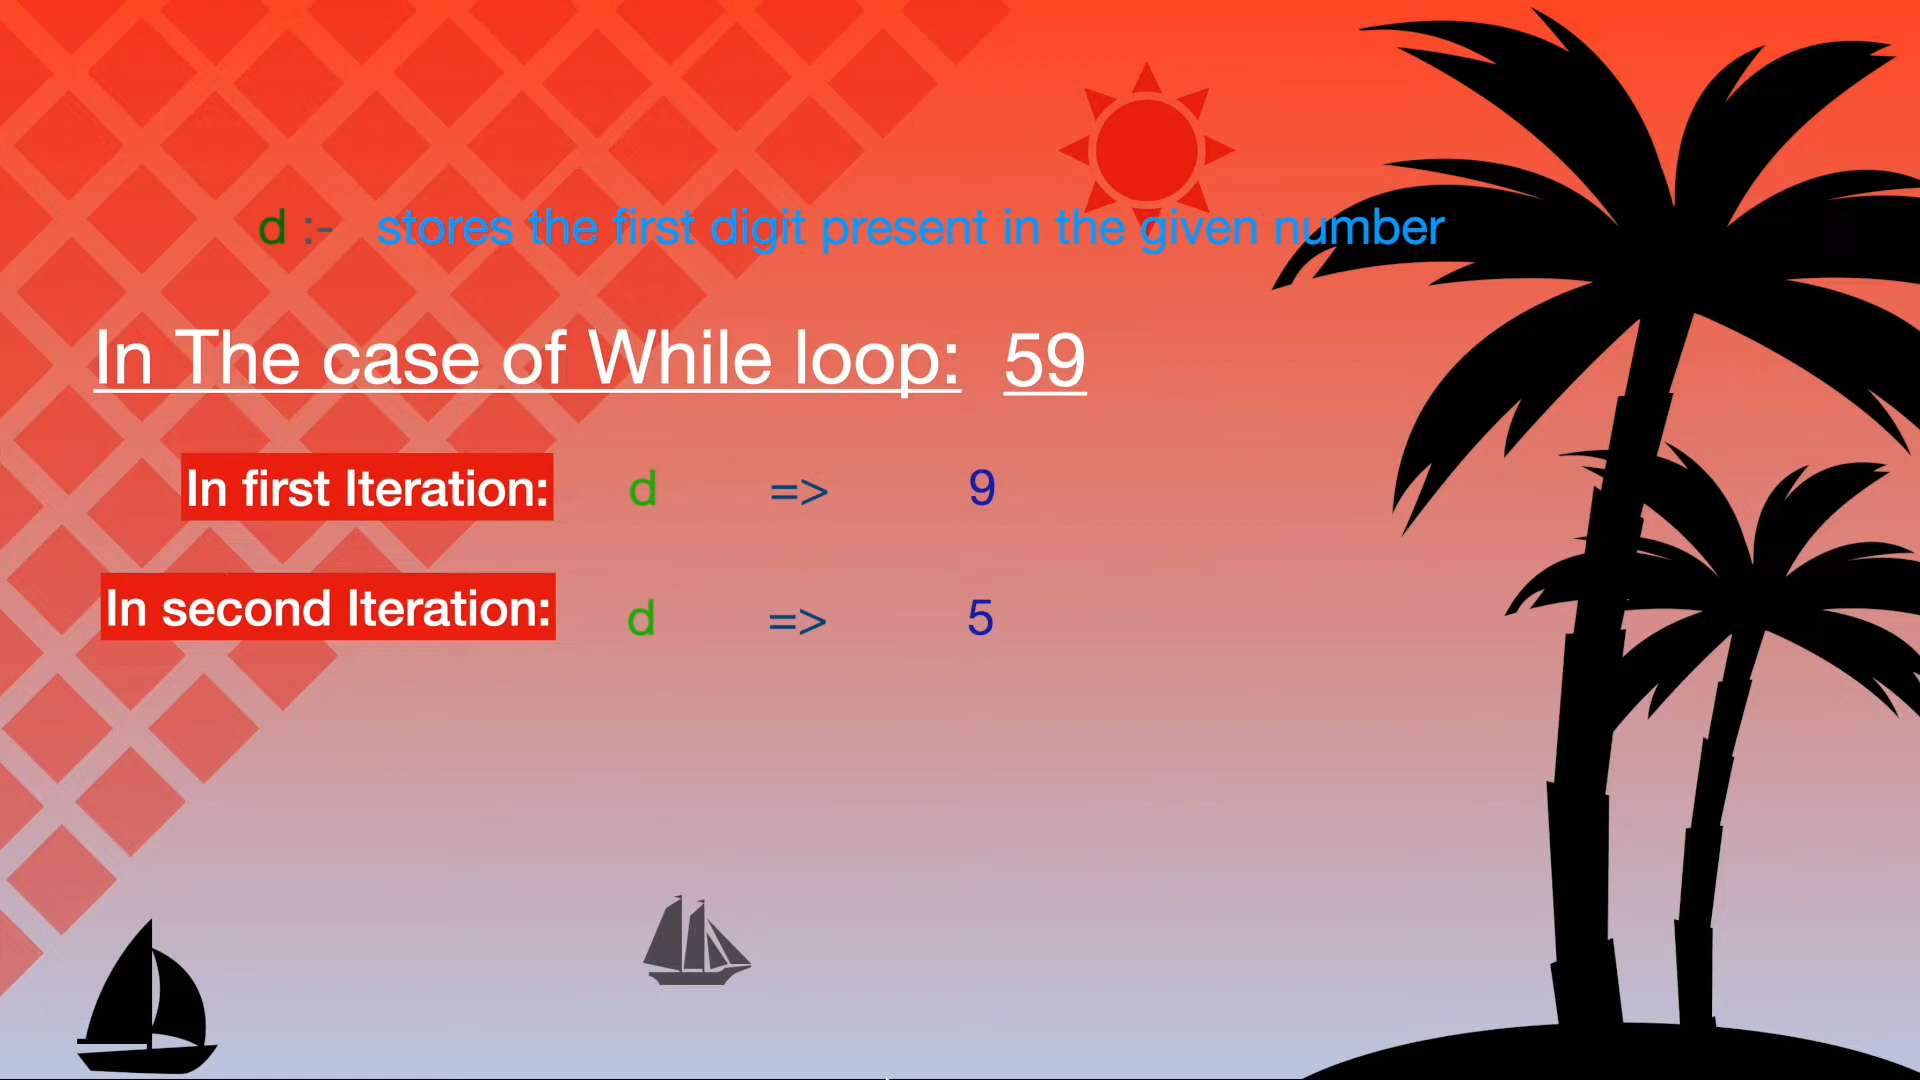 d :- stores the first digit present in the given number
In The case of While loop: 59
In first Iteration: d => 9
In second Iteration: d => 5